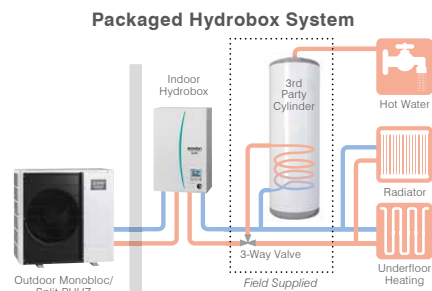 Packaged Hydrobox System
Indoor
Hydrobox
3rd
Party
Cylinder
Hot Water
Radiator
3-Way Valve
Underfloor
Heating
Outdoor Monobloc/
Field Supplied